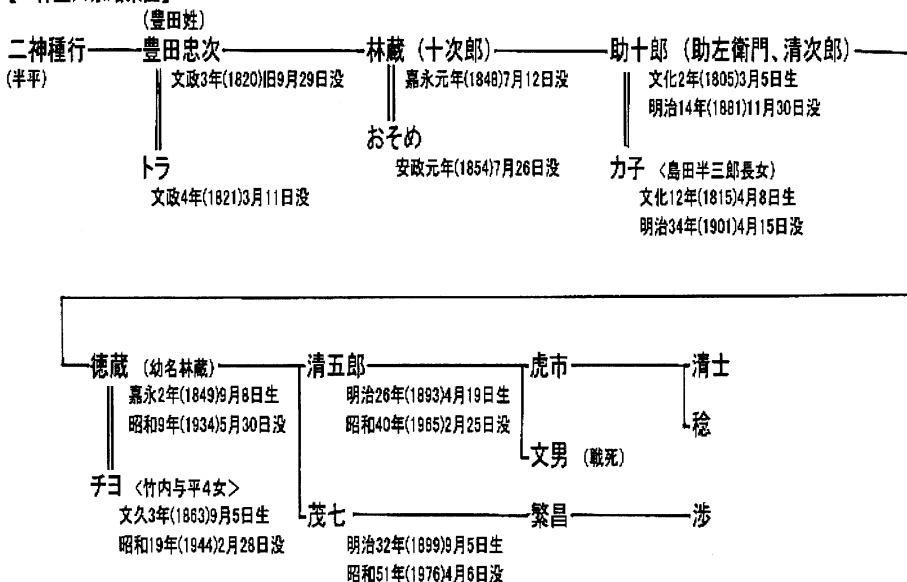 (豊田姓)
二神種行 豊田忠次 林蔵 (十次郎) 助十郎 (助左衛門、清次郎)
(半平) 文政3年(1820)旧9月29日没 嘉永元年(1848)7月12日没 文化2年(1805)3月5日生
明治14年(1881)11月30日没
トラ おそめ 力子 〈島田半三郎長女〉
文政4年(1821)3月11日没 安政元年(1854)7月26日没 文化12年(1815)4月8日生
明治34年(1901)4月15日没
徳蔵 (幼名林蔵) 清五郎 虎市 清士
嘉永2年(1849)9月8日生 明治26年(1893)4月19日生
昭和9年(1934)5月30日没 昭和40年(1965)2月25日没 稔
文男 (戦死)
チヨ 〈竹内与平4女〉
文久3年(1863)9月5日生 茂七 繁昌 渉
昭和19年(1944)2月28日没 明治32年(1899)9月5日生
昭和51年(1976)4月6日没